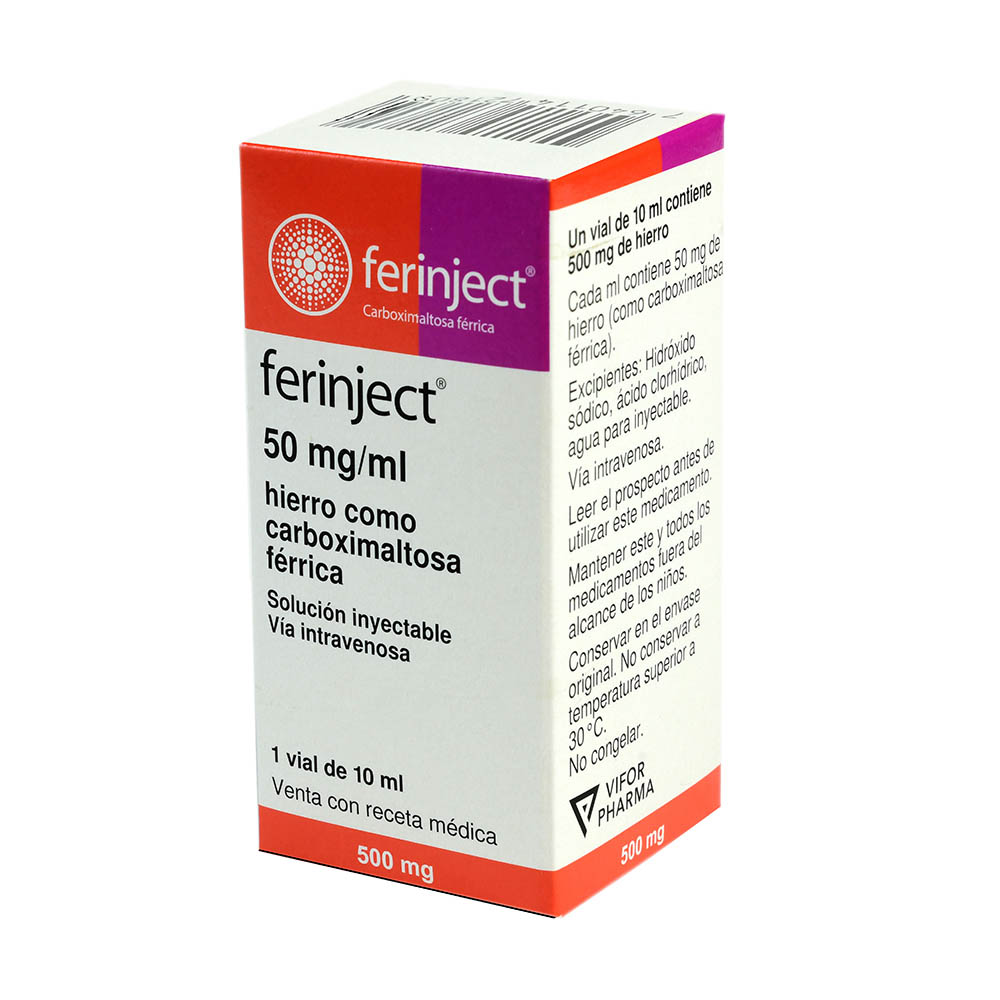 ferinject®
Carboximaltosa férrica
ferinject®
50 mg/ml
hierro como
carboximaltosa
férrica
Solución inyectable
Vía intravenosa
1 vial de 10 ml
Venta con receta médica
500 mg
Un vial de 10 ml contiene
500 mg de hierro
Cada ml contiene 50 mg de
hierro (como carboximaltosa
férrica).
Excipientes: Hidróxido
sódico, ácido clorhídrico,
agua para inyectable.
Vía intravenosa.
Leer el prospecto antes de
utilizar este medicamento.
Mantener este y todos los
medicamentos fuera del
alcance de los niños.
Conservar en el envase
original. No conservar a
temperatura superior a
30 °C.
No congelar.
VIFOR
PHARMA
500 mg